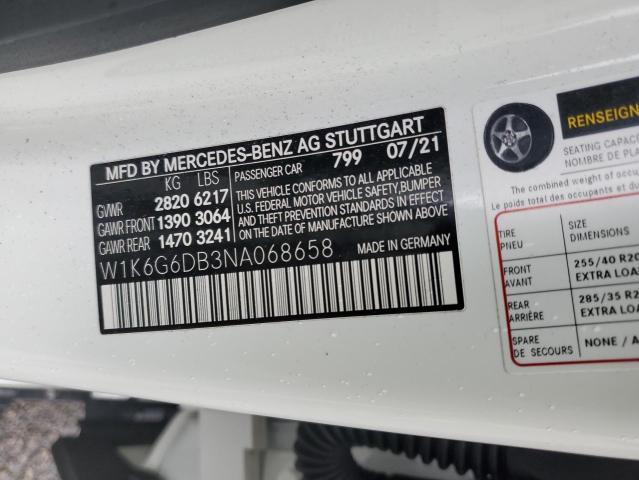 MFD BY MERCEDES-BENZ AG STUTTGART
KG LBS PASSENGER CAR 799 07/21
GVWR 2820 6217
GAWR FRONT 1390 3064
GAWR REAR 1470 3241
THIS VEHICLE CONFORMS TO ALL APPLICABLE
U.S. FEDERAL MOTOR VEHICLE SAFETY, BUMPER
AND THEFT PREVENTION STANDARDS IN EFFECT
ON THE DATE OF MANUFACTURE SHOWN ABOVE.
W1K6G6DB3NA068658 MADE IN GERMANY
RENSEIGN
SEATING CAPAC
NOMBRE DE PLA
The combined weight of occup
Le poids total des occupants et du
TIRE SIZE
PNEU DIMENSIONS
FRONT 255/40 R20
AVANT EXTRA LOA
REAR 285/35 R20
ARRIÈRE EXTRA LOA
SPARE NONE / A
DE SECOURS